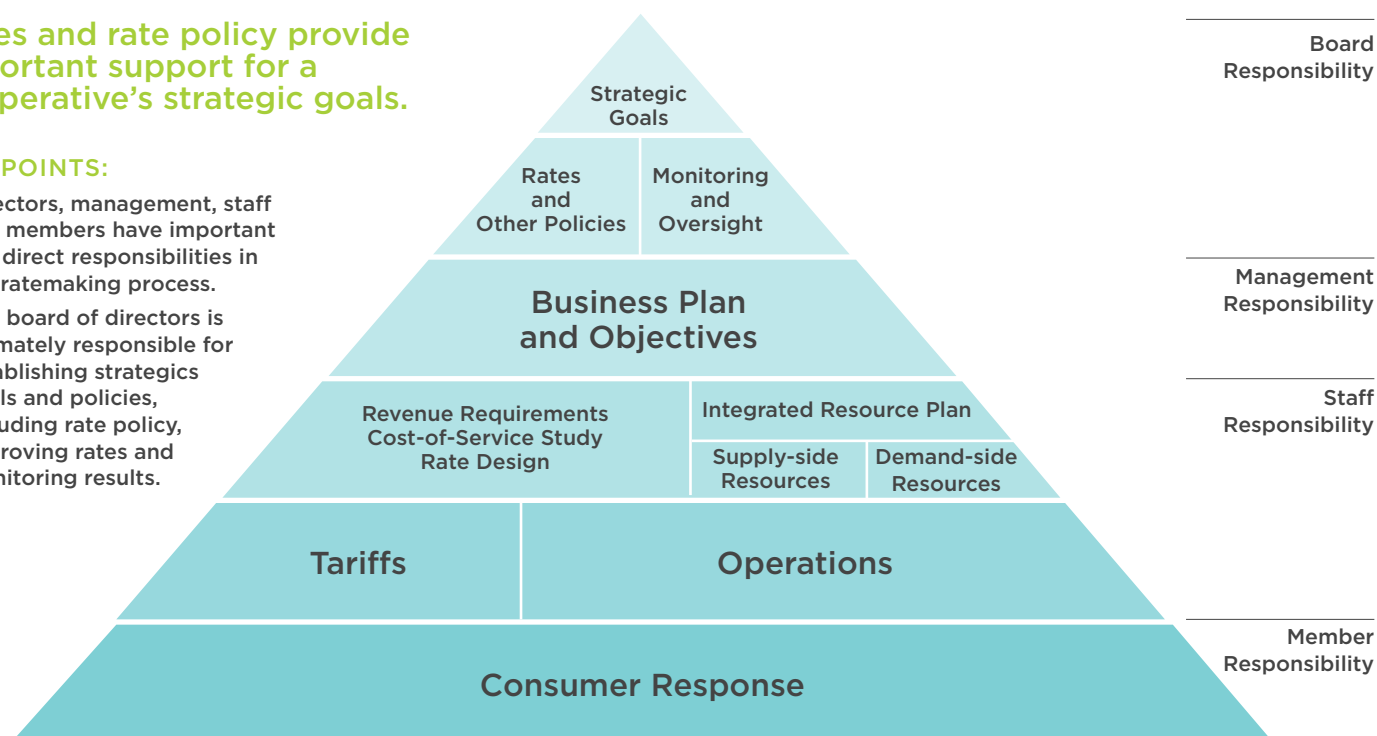 es and rate policy provide
ortant support for a
perative's strategic goals.
POINTS:
ectors, management, staff
members have important
direct responsibilities in
ratemaking process.
board of directors is
mately responsible for
ablishing strategics
ls and policies,
uding rate policy,
roving rates and
nitoring results.
Strategic
Goals
Rates
and
Other Policies
Monitoring
and
Oversight
Business Plan
and Objectives
Revenue Requirements
Cost-of-Service Study
Rate Design
Integrated Resource Plan
Supply-side
Resources
Demand-side
Resources
Tariffs
Operations
Consumer Response
Board
Responsibility
Management
Responsibility
Staff
Responsibility
Member
Responsibility